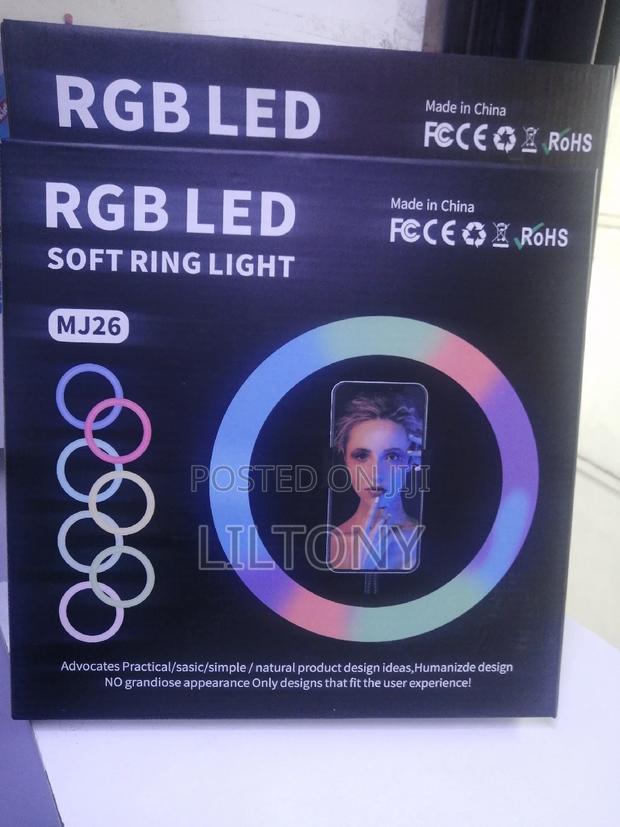 RGB LED
Made in China
FC CE RoHS
RGB LED
Made in China
FC CE RoHS
SOFT RING LIGHT
MJ26
POSTED ON JIJI
LILTONY
Advocates Practical/sasic/simple / natural product design ideas,Humanizde design
NO grandiose appearance Only designs that fit the user experience!